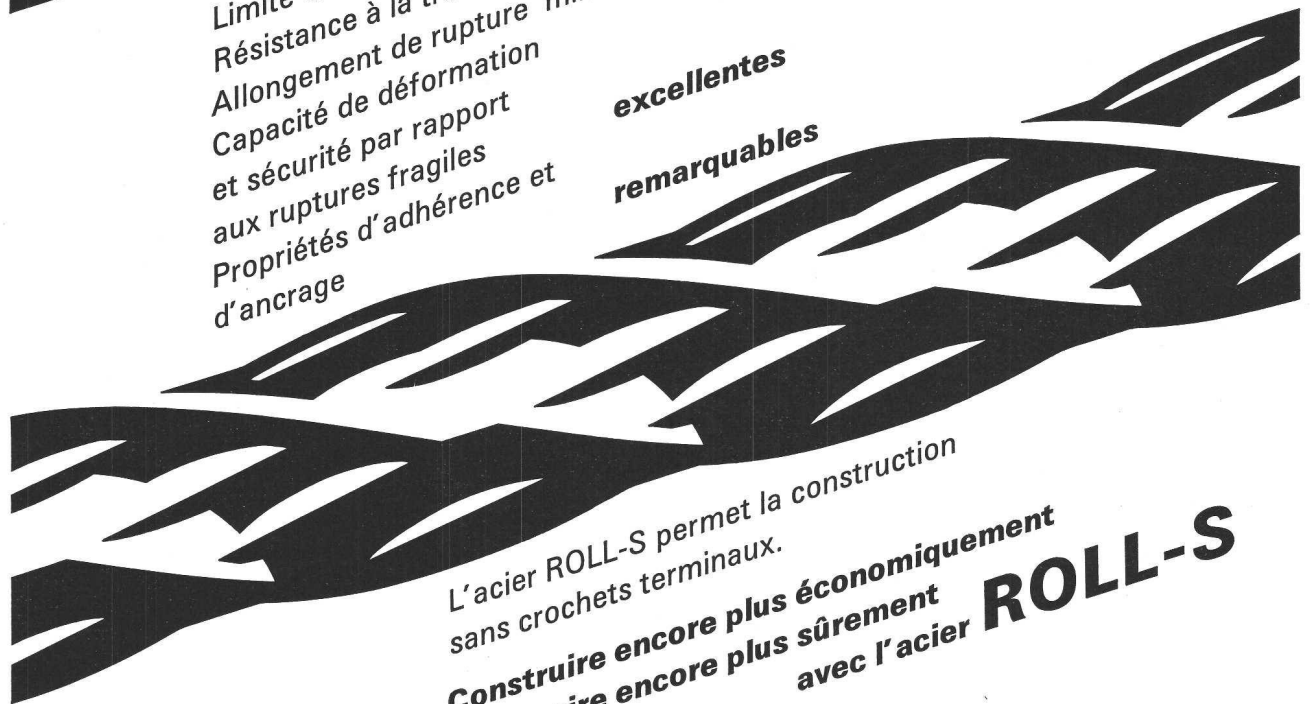 Limite
Résistance à la
Allongement de rupture
Capacité de déformation
et sécurité par rapport
aux ruptures fragiles
excellentes
Propriétés d'adhérence et
d'ancrage
remarquables
L'acier ROLL-S permet la construction
sans crochets terminaux.
Construire encore plus économiquement
encore plus sûrement
avec l'acier ROLL-S